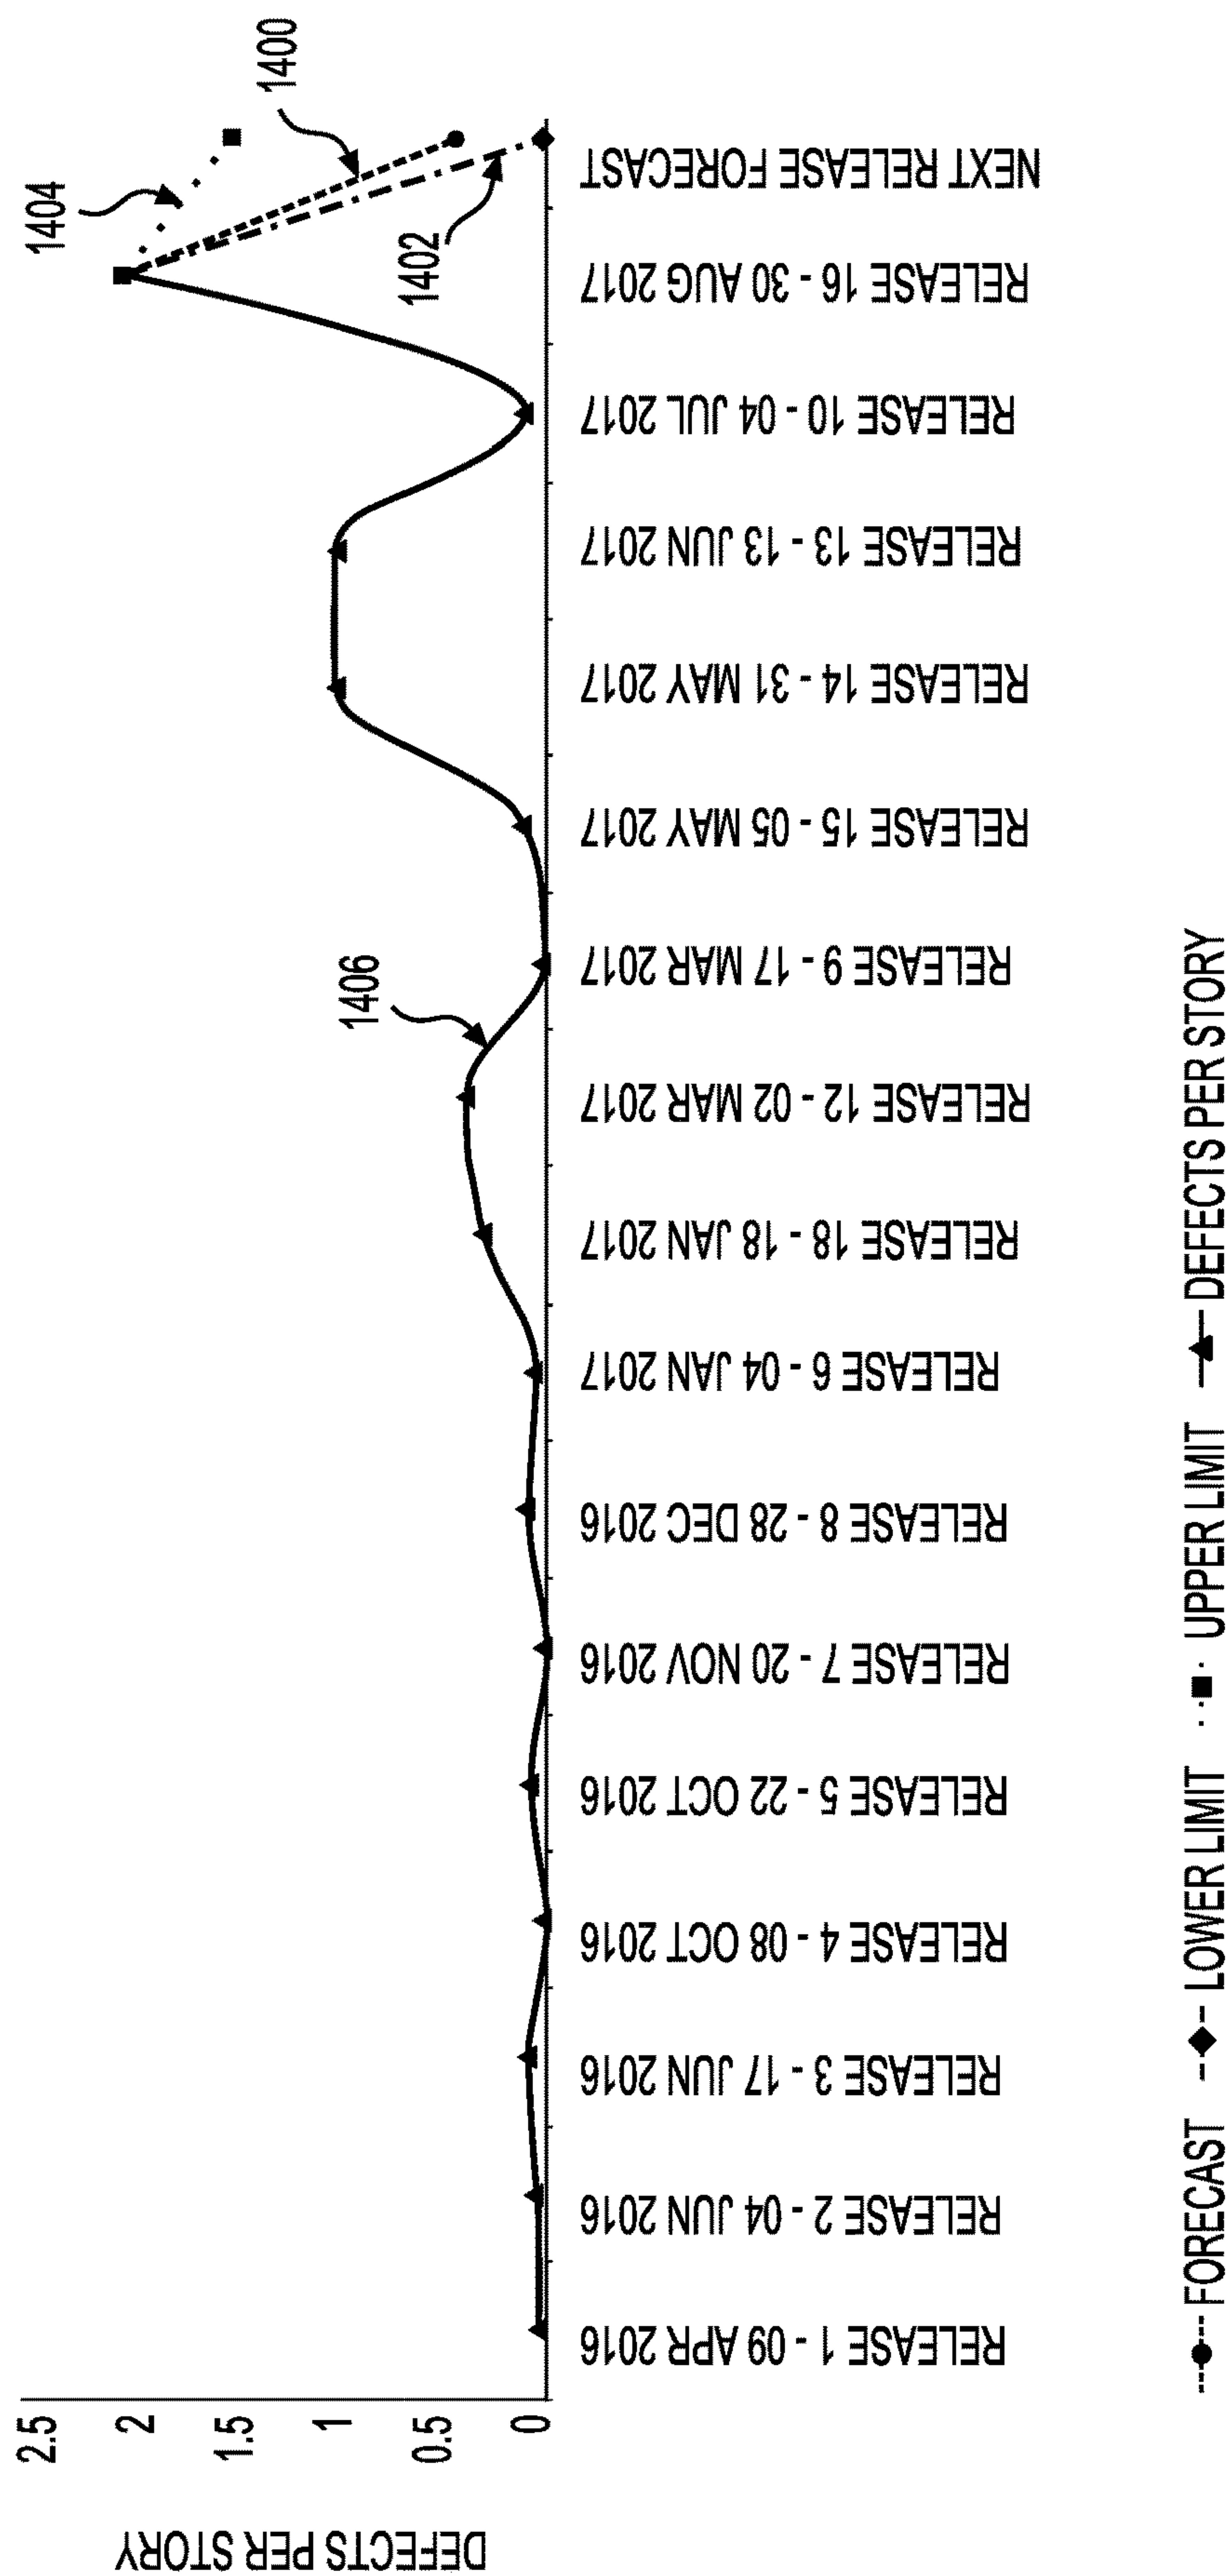 DEFECTS PER STORY
2.5
2
1.5
1
0.5
0
1404
1400
1402
1406
RELEASE 1 - 09 APR 2016
RELEASE 2 - 04 JUN 2016
RELEASE 3 - 17 JUN 2016
RELEASE 4 - 08 OCT 2016
RELEASE 5 - 22 OCT 2016
RELEASE 7 - 20 NOV 2016
RELEASE 8 - 28 DEC 2016
RELEASE 6 - 04 JAN 2017
RELEASE 18 - 18 JAN 2017
RELEASE 12 - 02 MAR 2017
RELEASE 9 - 17 MAR 2017
RELEASE 15 - 05 MAY 2017
RELEASE 14 - 31 MAY 2017
RELEASE 13 - 13 JUN 2017
RELEASE 10 - 04 JUL 2017
RELEASE 16 - 30 AUG 2017
NEXT RELEASE FORECAST
FORECAST LOWER LIMIT UPPER LIMIT DEFECTS PER STORY